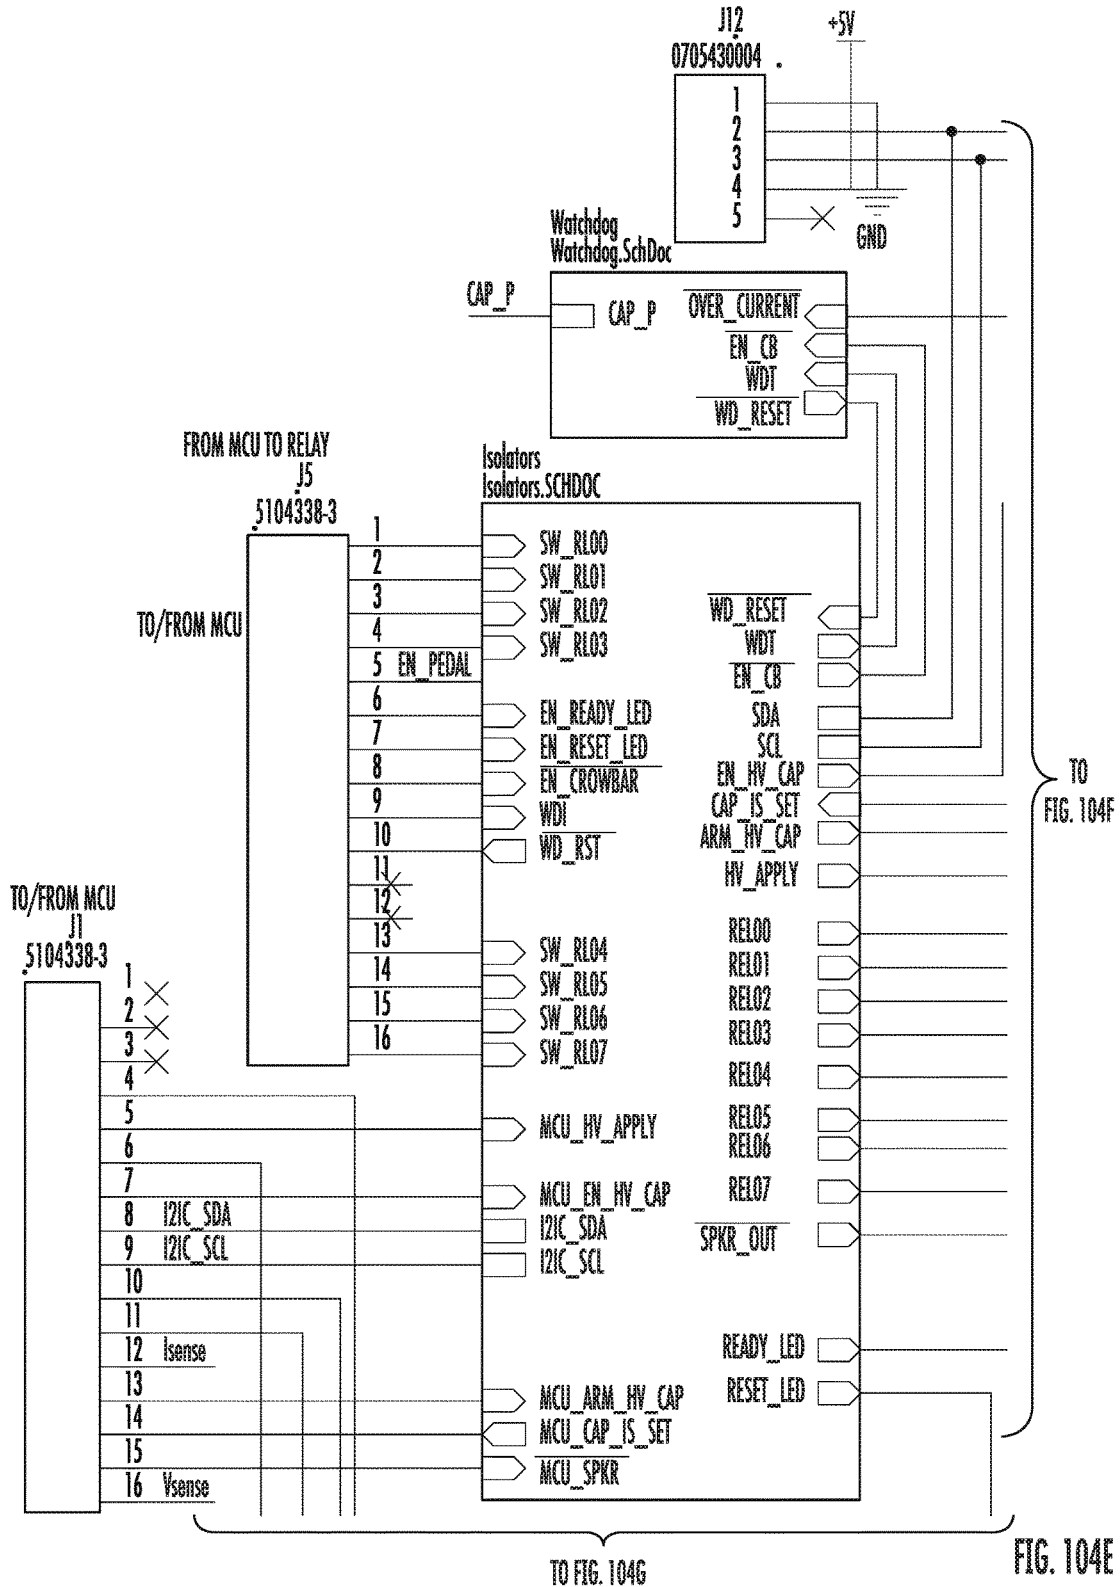 J12
0705430004
+5V
1
2
3
4
5
GND
Watchdog
Watchdog.SchDoc
CAP_P
CAP_P
OVER_CURRENT
EN_CB
WDT
WD_RESET
FROM MCU TO RELAY
J5
5104338-3
TO/FROM MCU
1
2
3
4
5 EN_PEDAL
6
7
8
9
10
11
12
13
14
15
16
Isolators
Isolators.SCHDOC
SW_RL00
SW_RL01
SW_RL02
SW_RL03
EN_READY_LED
EN_RESET_LED
EN_CROWBAR
WDI
WD_RST
SW_RL04
SW_RL05
SW_RL06
SW_RL07
MCU_HV_APPLY
MCU_EN_HV_CAP
I2IC_SDA
I2IC_SCL
MCU_ARM_HV_CAP
MCU_CAP_IS_SET
MCU_SPKR
WD_RESET
WDT
EN_CB
SDA
SCL
EN_HV_CAP
CAP_IS_SET
ARM_HV_CAP
HV_APPLY
REL00
REL01
REL02
REL03
REL04
REL05
REL06
REL07
SPKR_OUT
READY_LED
RESET_LED
TO
FIG. 104F
TO/FROM MCU
J1
5104338-3
1
2
3
4
5
6
7
8 I2IC_SDA
9 I2IC_SCL
10
11
12 Isense
13
14
15
16 Vsense
TO FIG. 104G
FIG. 104E